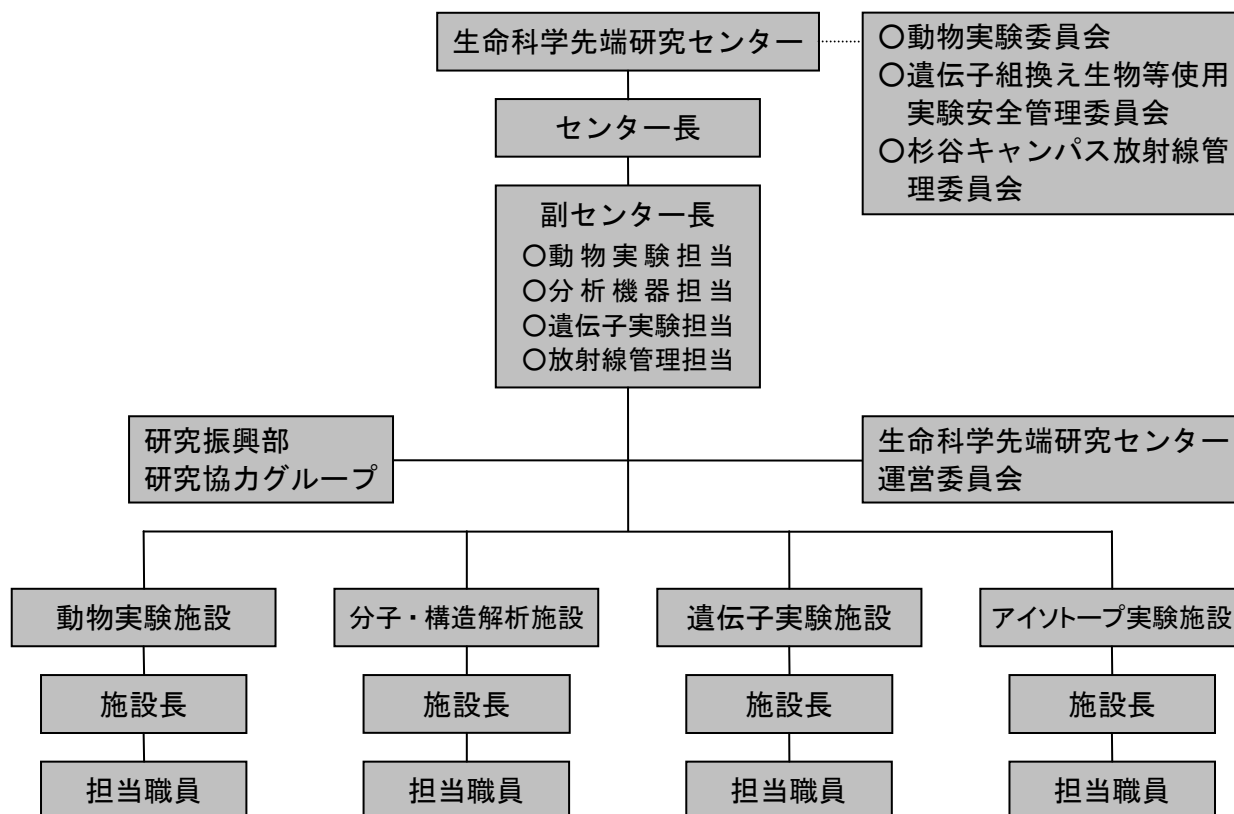 生命科学先端研究センター
〇動物実験委員会
〇遺伝子組換え生物等使用
実験安全管理委員会
〇杉谷キャンパス放射線管
理委員会
センター長
副センター長
〇動物実験担当
〇分析機器担当
〇遺伝子実験担当
〇放射線管理担当
研究振興部
研究協力グループ
生命科学先端研究センター
運営委員会
動物実験施設
分子・構造解析施設
遺伝子実験施設
アイソトープ実験施設
施設長
施設長
施設長
施設長
担当職員
担当職員
担当職員
担当職員